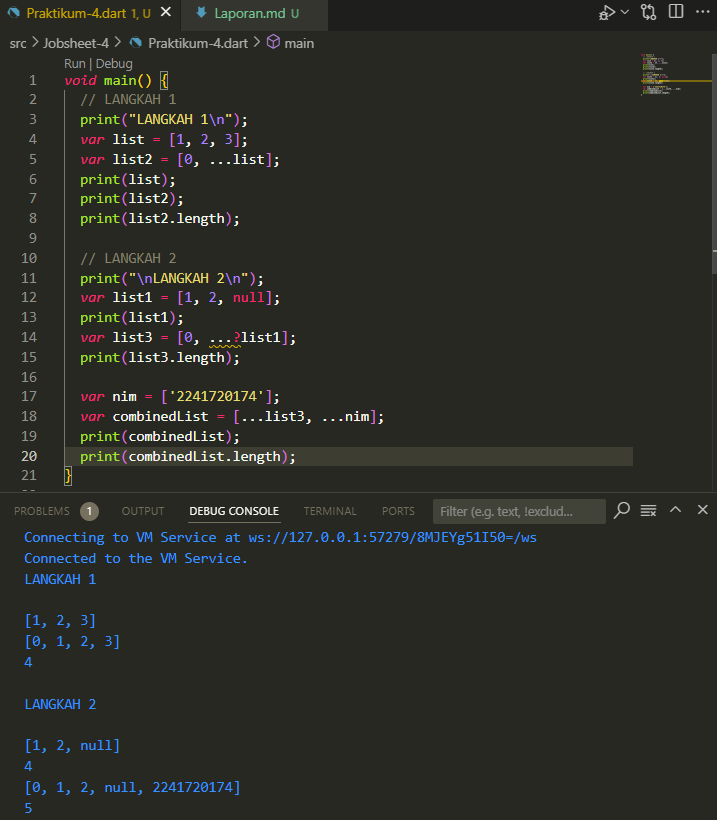 Praktikum-4.dart 1, U
Laporan.md U
src > Jobsheet-4 > Praktikum-4.dart > main
Run | Debug
1 void main() {
2 // LANGKAH 1
3 print("LANGKAH 1\n");
4 var list = [1, 2, 3];
5 var list2 = [0, ...list];
6 print(list);
7 print(list2);
8 print(list2.length);
9
10 // LANGKAH 2
11 print("\nLANGKAH 2\n");
12 var list1 = [1, 2, null];
13 print(list1);
14 var list3 = [0, ...?list1];
15 print(list3.length);
16
17 var nim = ['2241720174'];
18 var combinedList = [...list3, ...nim];
19 print(combinedList);
20 print(combinedList.length);
21 }
PROBLEMS 1 OUTPUT DEBUG CONSOLE TERMINAL PORTS Filter (e.g. text, !exclud...
Connecting to VM Service at ws://127.0.0.1:57279/8MJEYg51I50=/ws
Connected to the VM Service.
LANGKAH 1
[1, 2, 3]
[0, 1, 2, 3]
4
LANGKAH 2
[1, 2, null]
4
[0, 1, 2, null, 2241720174]
5